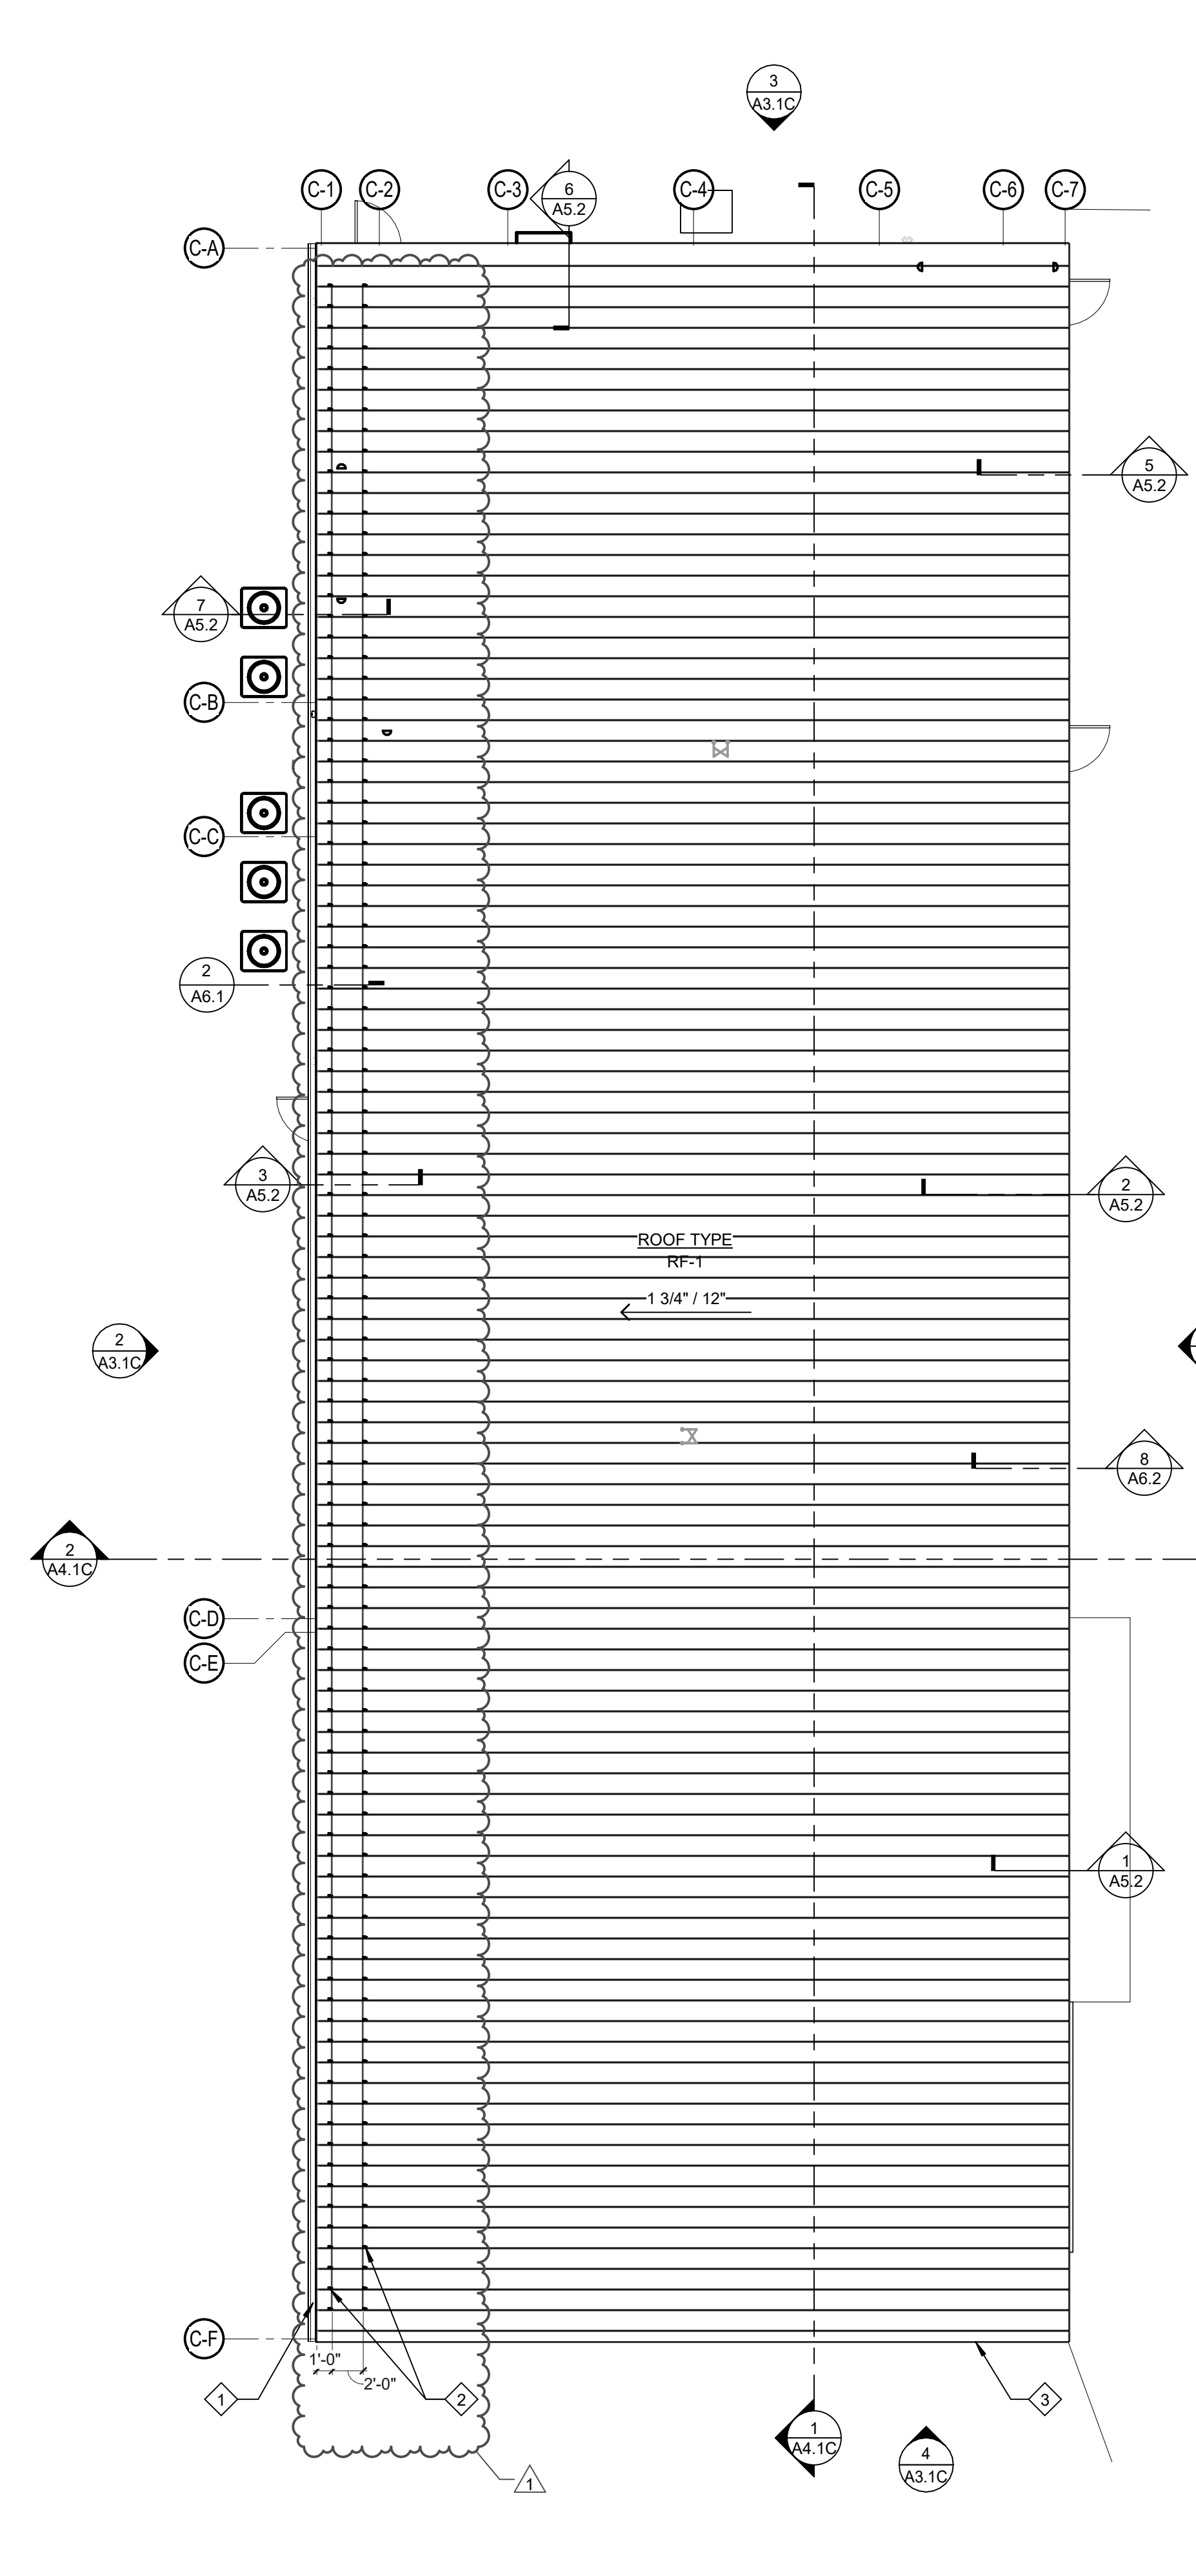 3
A3.1C
C-1
C-2
C-3
6
A5.2
C-4
C-5
C-6
C-7
C-A
5
A5.2
7
A5.2
C-B
C-C
2
A6.1
3
A5.2
2
A5.2
ROOF TYPE
RF-1
1 3/4" / 12"
2
A3.1C
8
A6.2
2
A4.1C
C-D
C-E
1
A5.2
C-F
1'-0"
2'-0"
1
2
3
1
A4.1C
4
A3.1C
1